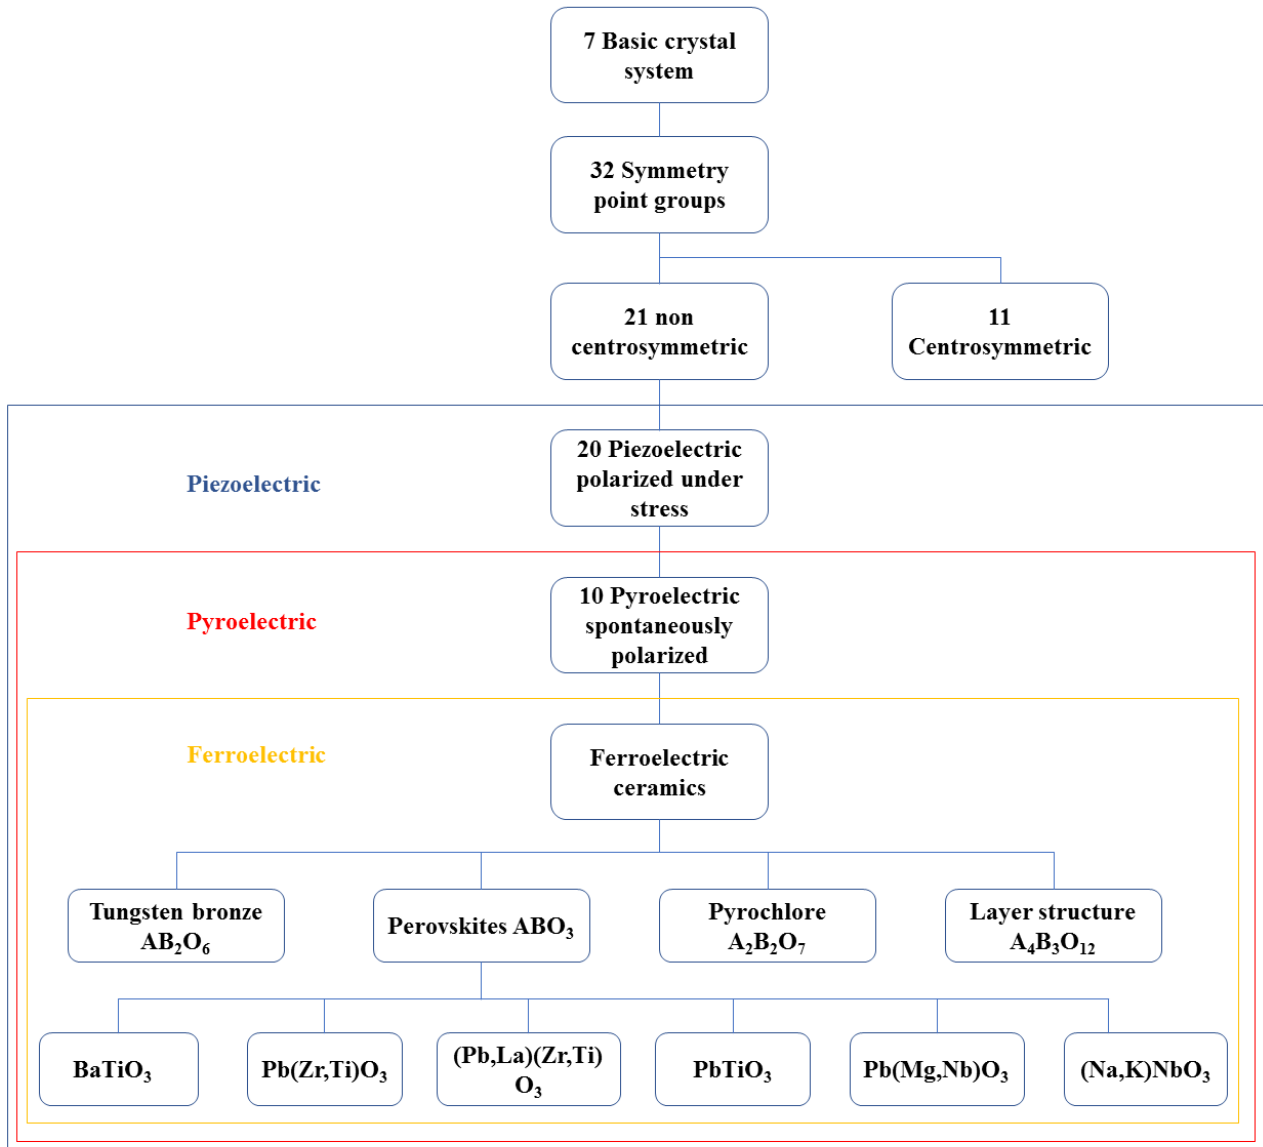 7 Basic crystal
system
32 Symmetry
point groups
21 non
centrosymmetric
11
Centrosymmetric
20 Piezoelectric
polarized under
stress
Piezoelectric
10 Pyroelectric
spontaneously
polarized
Pyroelectric
Ferroelectric
Ferroelectric
ceramics
Tungsten bronze
AB₂O₆
Perovskites ABO₃
Pyrochlore
A₂B₂O₇
Layer structure
A₄B₃O₁₂
BaTiO₃
Pb(Zr,Ti)O₃
(Pb,La)(Zr,Ti)
O₃
PbTiO₃
Pb(Mg,Nb)O₃
(Na,K)NbO₃